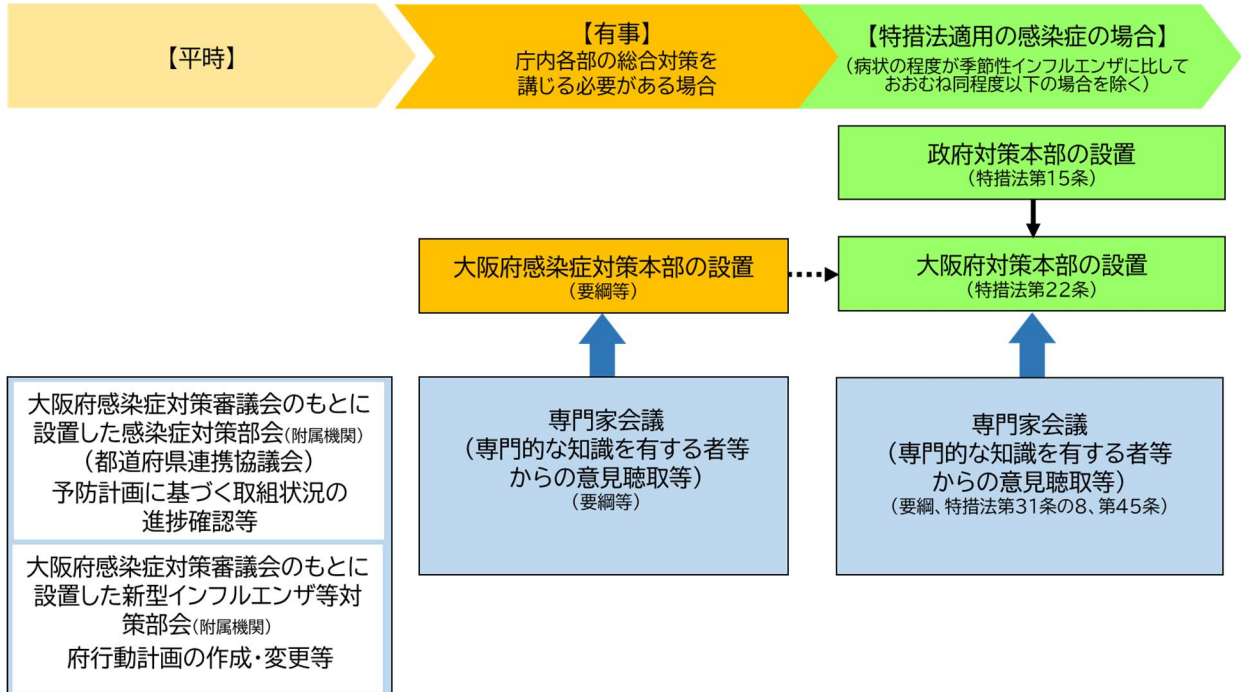 【平時】
【有事】
庁内各部の総合対策を
講じる必要がある場合
【特措法適用の感染症の場合】
（病状の程度が季節性インフルエンザに比して
おおむね同程度以下の場合を除く）
政府対策本部の設置
（特措法第15条）
大阪府感染症対策本部の設置
（要綱等）
大阪府対策本部の設置
（特措法第22条）
大阪府感染症対策審議会のもとに
設置した感染症対策部会（附属機関）
（都道府県連携協議会）
予防計画に基づく取組状況の
進捗確認等
大阪府感染症対策審議会のもとに
設置した新型インフルエンザ等対
策部会（附属機関）
府行動計画の作成・変更等
専門家会議
（専門的な知識を有する者等
からの意見聴取等）
（要綱等）
専門家会議
（専門的な知識を有する者等
からの意見聴取等）
（要綱、特措法第31条の8、第45条）